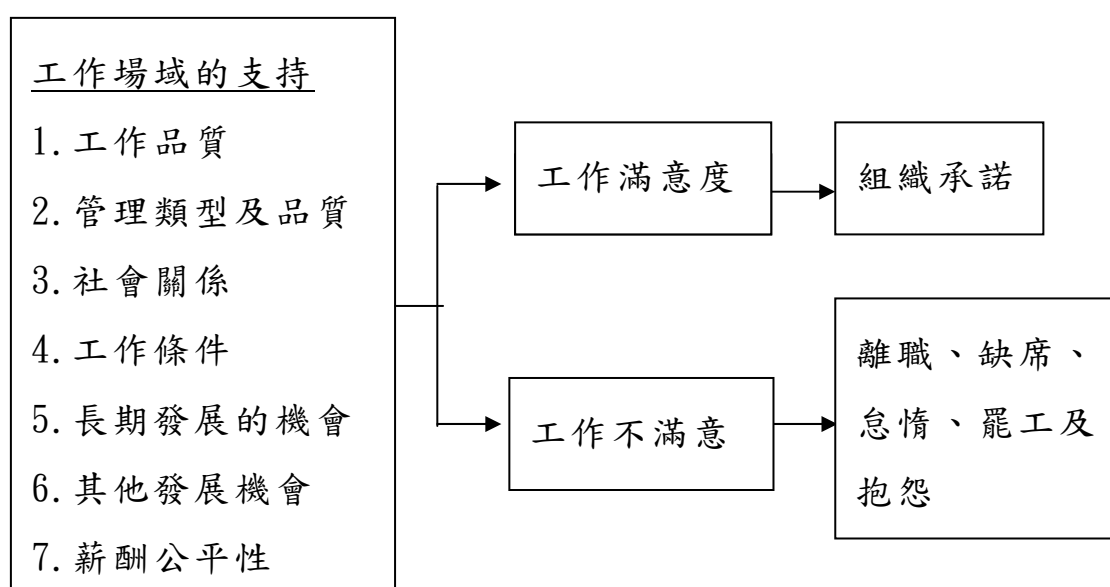 工作場域的支持
1.工作品質
2.管理類型及品質
3.社會關係
4.工作條件
5.長期發展的機會
6.其他發展機會
7.薪酬公平性
工作滿意度
組織承諾
工作不滿意
離職、缺席、
怠惰、罷工及
抱怨